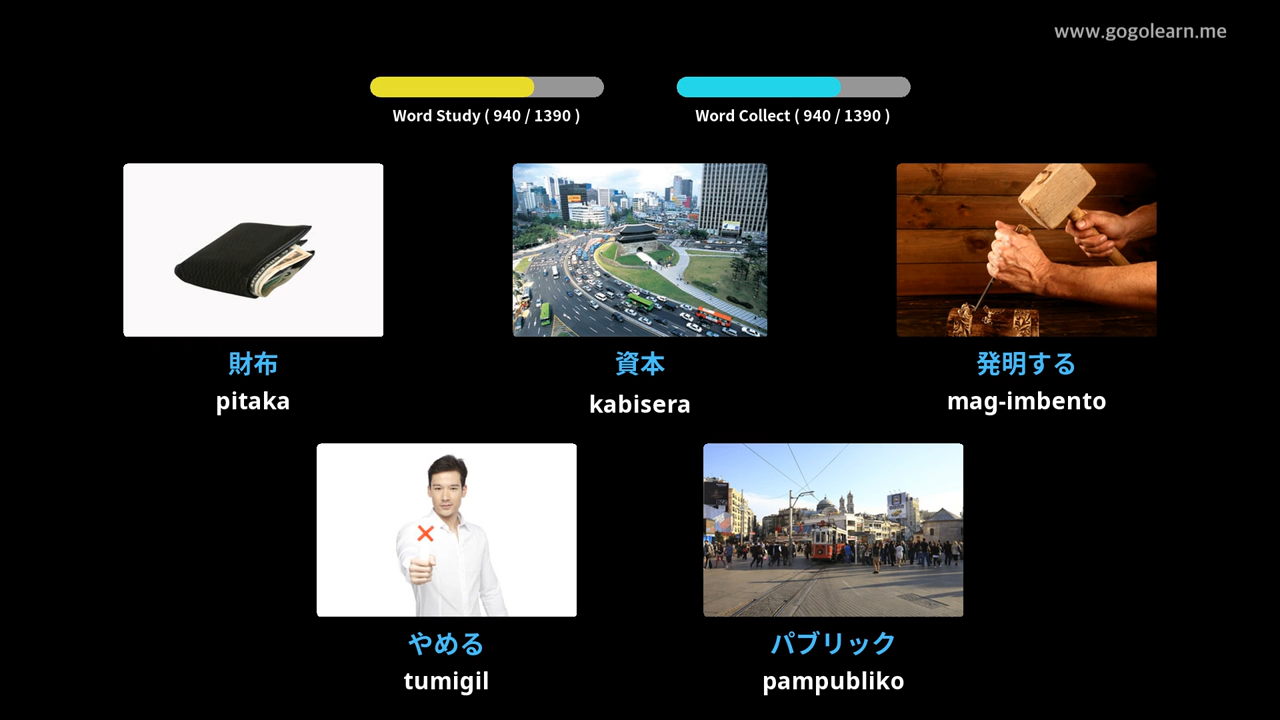 www.gogolearn.me
Word Study ( 940 / 1390 )
Word Collect ( 940 / 1390 )
財布
pitaka
資本
kabisera
発明する
mag-imbento
やめる
tumigil
パブリック
pampubliko